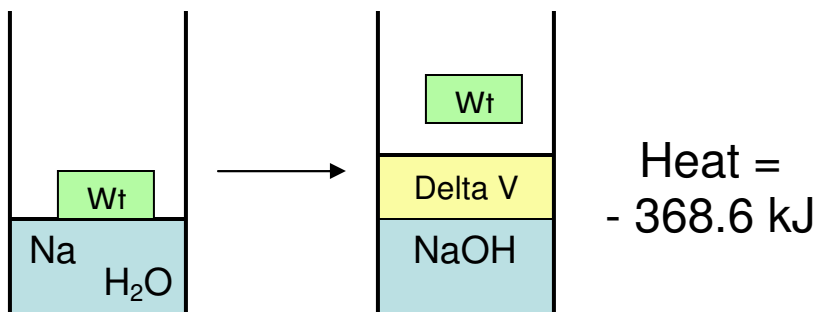 Wt
Na
H₂O
Wt
Delta V
NaOH
Heat =
- 368.6 kJ